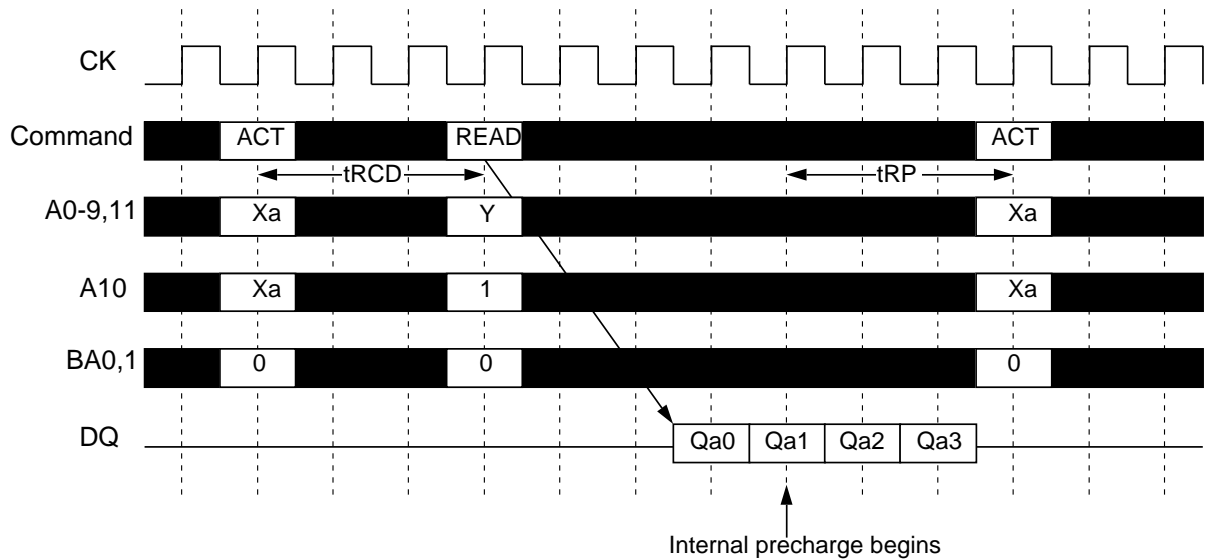 CK
Command ACT READ ACT
tRCD tRP
A0-9,11 Xa Y Xa
A10 Xa 1 Xa
BA0,1 0 0 0
DQ Qa0 Qa1 Qa2 Qa3
Internal precharge begins